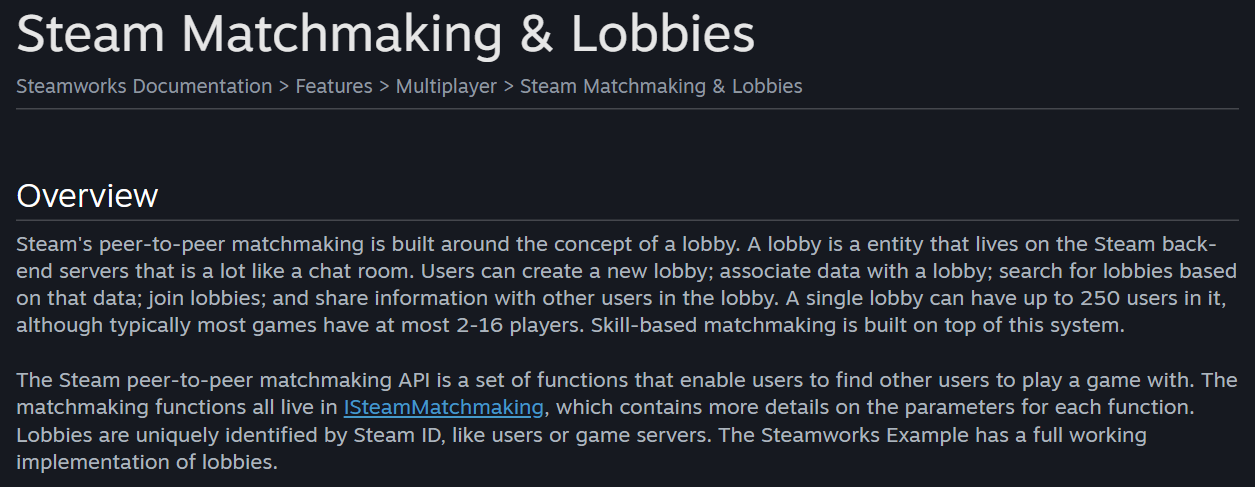 Steam Matchmaking & Lobbies
Steamworks Documentation > Features > Multiplayer > Steam Matchmaking & Lobbies
Overview
Steam's peer-to-peer matchmaking is built around the concept of a lobby. A lobby is a entity that lives on the Steam back-
end servers that is a lot like a chat room. Users can create a new lobby; associate data with a lobby; search for lobbies based
on that data; join lobbies; and share information with other users in the lobby. A single lobby can have up to 250 users in it,
although typically most games have at most 2-16 players. Skill-based matchmaking is built on top of this system.
The Steam peer-to-peer matchmaking API is a set of functions that enable users to find other users to play a game with. The
matchmaking functions all live in ISteamMatchmaking, which contains more details on the parameters for each function.
Lobbies are uniquely identified by Steam ID, like users or game servers. The Steamworks Example has a full working
implementation of lobbies.